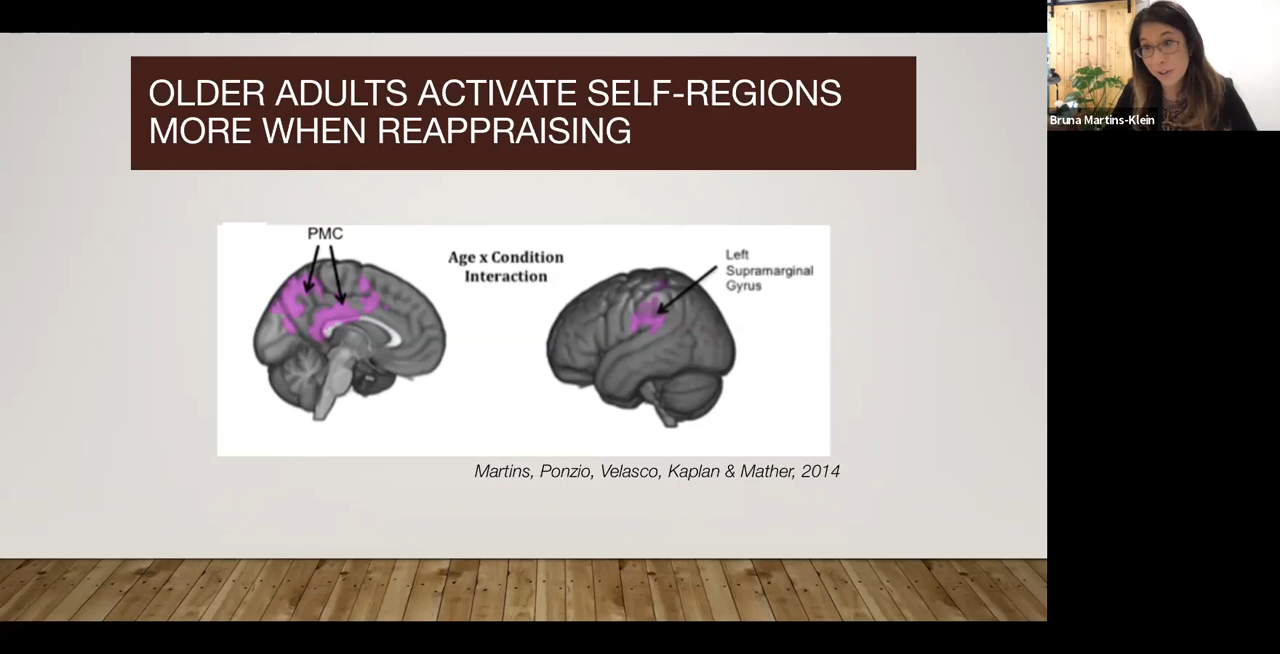 OLDER ADULTS ACTIVATE SELF-REGIONS
MORE WHEN REAPPRAISING
PMC
Age x Condition
Interaction
Left
Supramarginal
Gyrus
Martins, Ponzio, Velasco, Kaplan & Mather, 2014
Bruna Martins-Klein